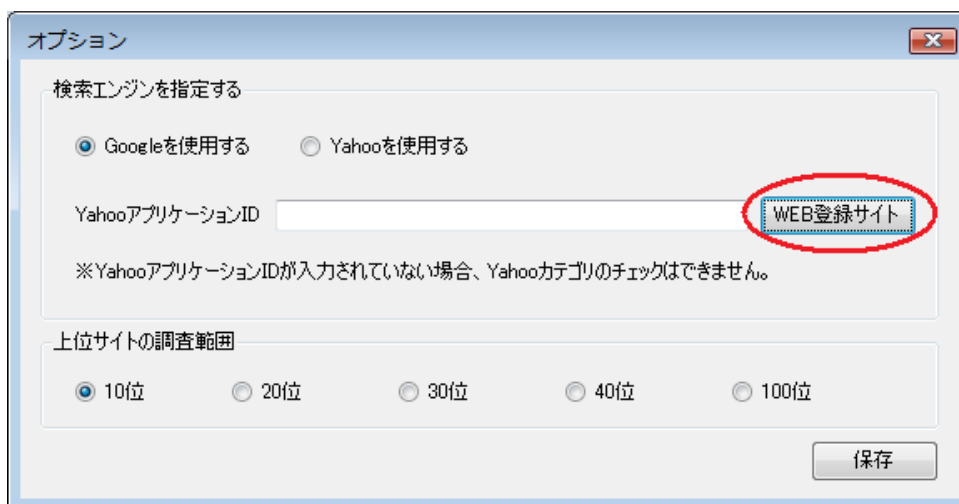 オプション
検索エンジンを指定する
Googleを使用する Yahooを使用する
YahooアプリケーションID WEB登録サイト
※YahooアプリケーションIDが入力されていない場合、Yahooカテゴリのチェックはできません。
上位サイトの調査範囲
10位 20位 30位 40位 100位
保存